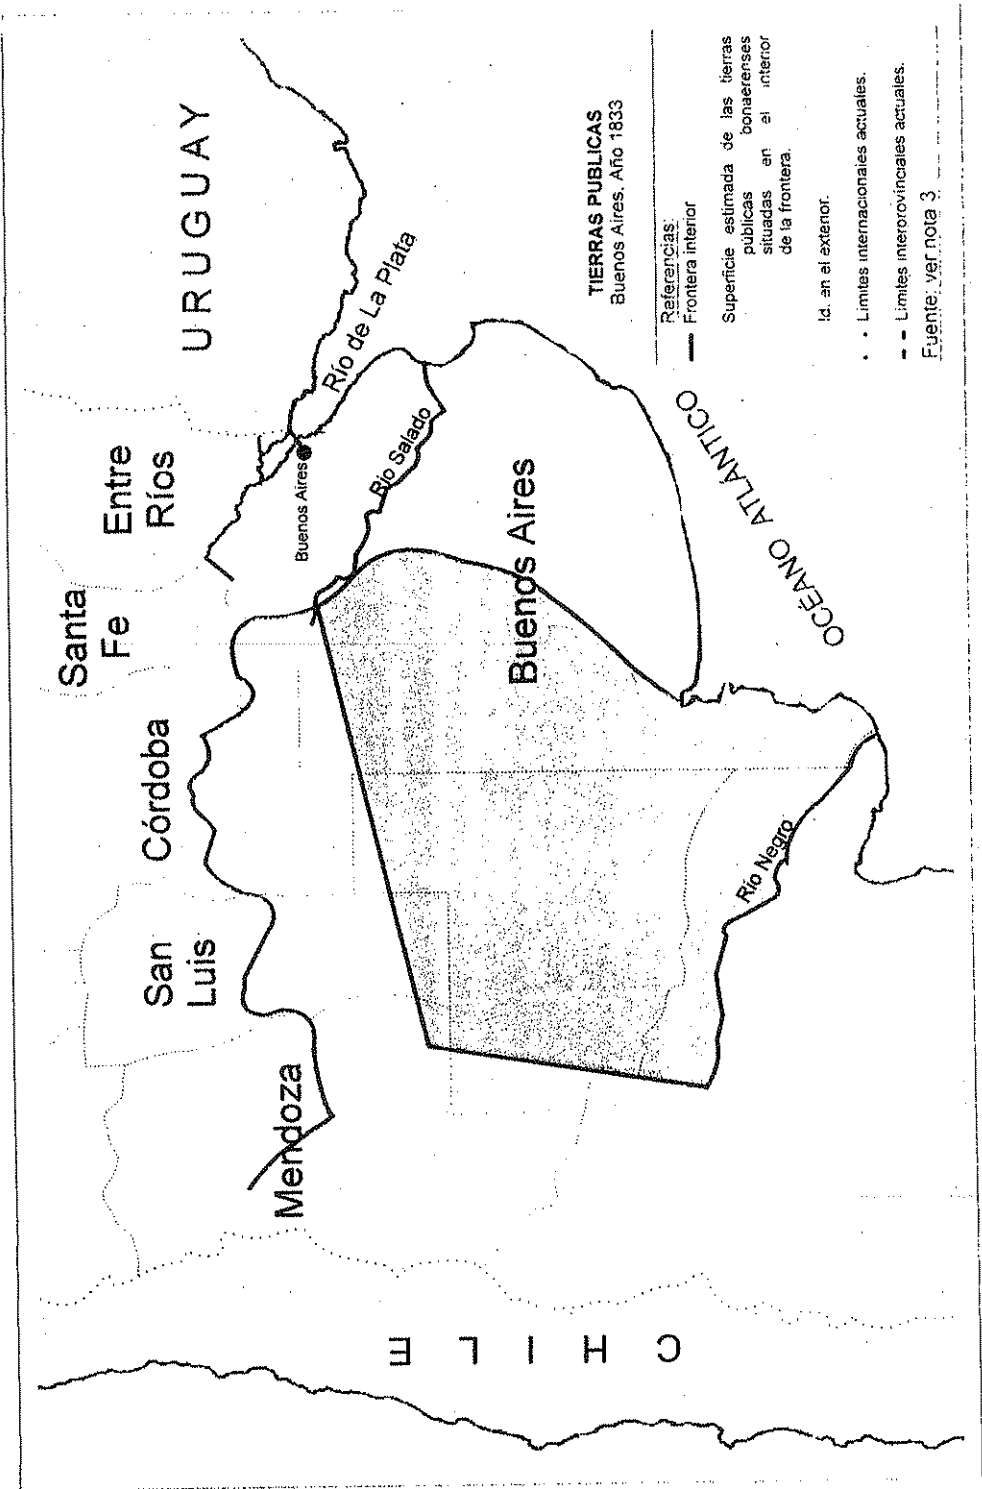 URUGUAY
Entre
Ríos
Santa
Fe
Córdoba
San
Luis
Mendoza
CHILE
Río de La Plata
Buenos Aires
Rio Salado
Buenos Aires
OCÉANO ATLÁNTICO
Río Negro
TIERRAS PUBLICAS
Buenos Aires. Año 1833
Referencias:
Frontera interior
Superficie estimada de las tierras
públicas bonaerenses
situadas en el interior
de la frontera.
Id. en el exterior.
Limites internacionales actuales.
Limites interprovinciales actuales.
Fuente: ver nota 3